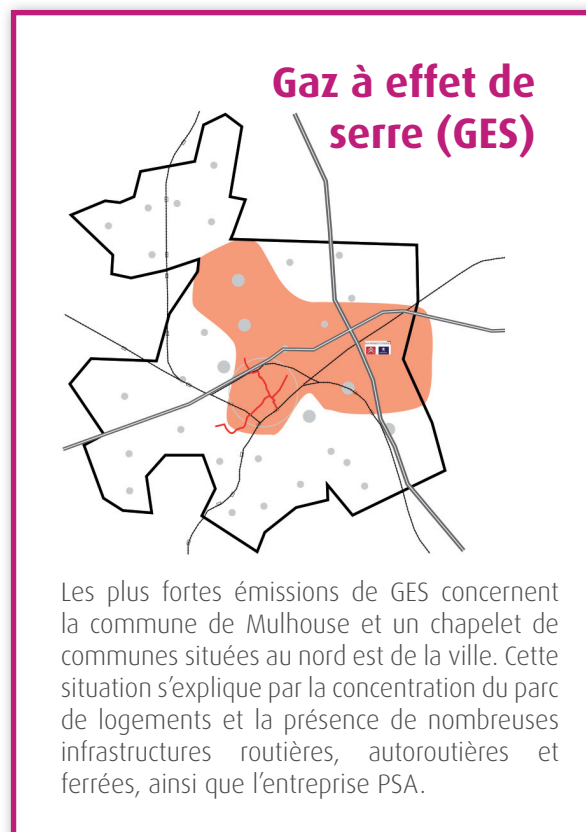 Gaz à effet de
serre (GES)
Les plus fortes émissions de GES concernent
la commune de Mulhouse et un chapelet de
communes situées au nord est de la ville. Cette
situation s’explique par la concentration du parc
de logements et la présence de nombreuses
infrastructures routières, autoroutières et
ferrées, ainsi que l’entreprise PSA.